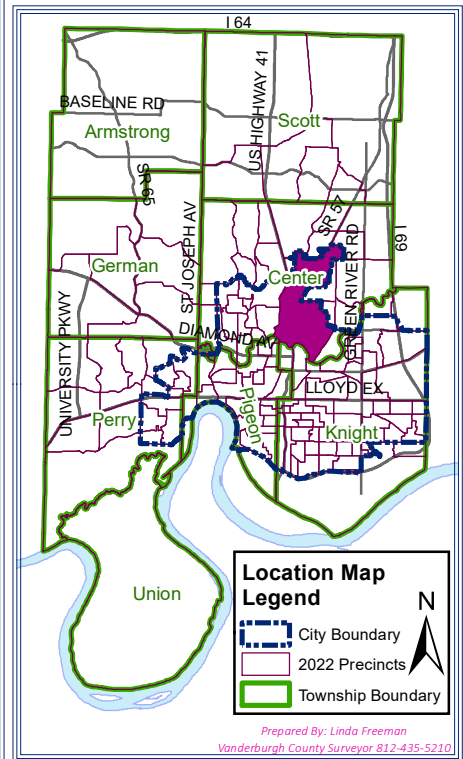 I 64
US HIGHWAY 41
BASELINE RD
Scott
Armstrong
SR 65
SR 57
ST JOSEPH AV
I 69
German
Center
GREEN RIVER RD
UNIVERSITY PKWY
DIAMOND AV
LLOYD EX
Perry
Pigeon
Knight
Union
Location Map
Legend
N
City Boundary
2022 Precincts
Township Boundary
Prepared By: Linda Freeman
Vanderburgh County Surveyor 812-435-5210